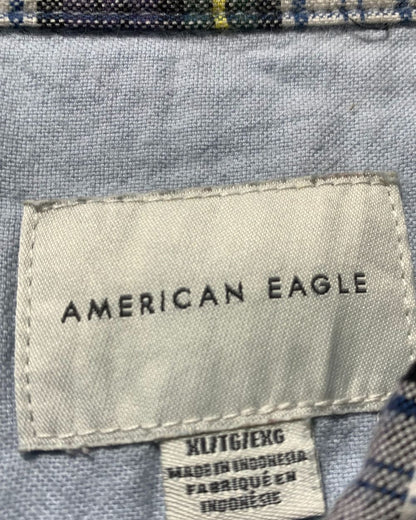 AMERICAN EAGLE
XL/TG/EXG
MADE IN INDONESIA
FABRIQUÉ EN
INDONÉSIE